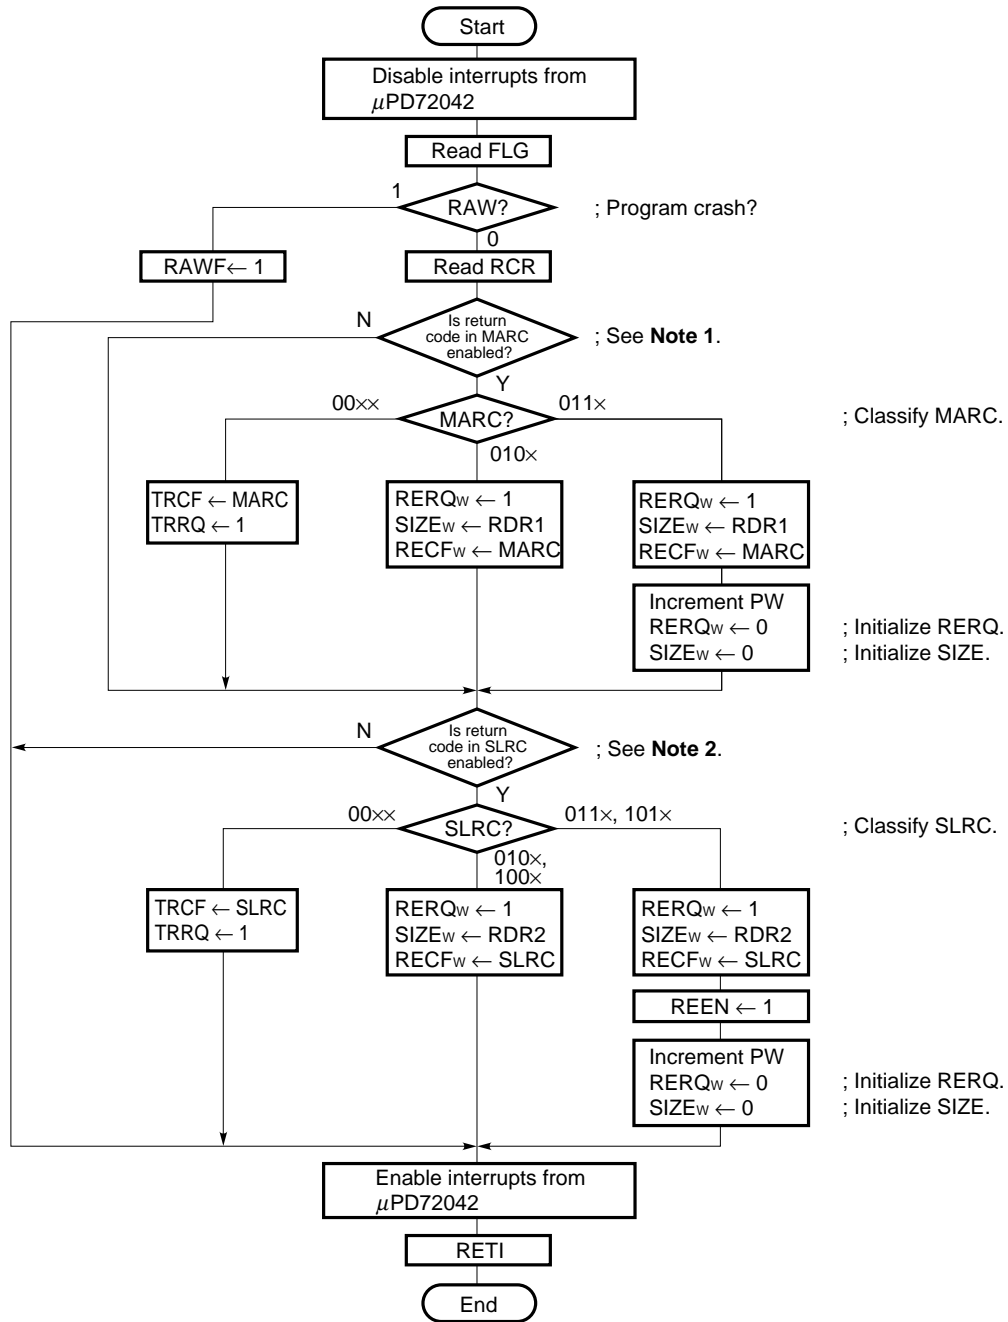 Start
Disable interrupts from
μPD72042
Read FLG
1
RAW?
; Program crash?
0
RAWF← 1
Read RCR
N
Is return
code in MARC
enabled?
; See Note 1.
Y
00××
MARC?
011×
; Classify MARC.
010×
TRCF ← MARC
TRRQ ← 1
RERQW ← 1
SIZEW ← RDR1
RECFW ← MARC
RERQW ← 1
SIZEW ← RDR1
RECFW ← MARC
Increment PW
RERQW ← 0
; Initialize RERQ.
SIZEW ← 0
; Initialize SIZE.
N
Is return
code in SLRC
enabled?
; See Note 2.
Y
00××
SLRC?
011×, 101×
; Classify SLRC.
010×,
100×
TRCF ← SLRC
TRRQ ← 1
RERQW ← 1
SIZEW ← RDR2
RECFW ← SLRC
RERQW ← 1
SIZEW ← RDR2
RECFW ← SLRC
REEN ← 1
Increment PW
RERQW ← 0
; Initialize RERQ.
SIZEW ← 0
; Initialize SIZE.
Enable interrupts from
μPD72042
RETI
End